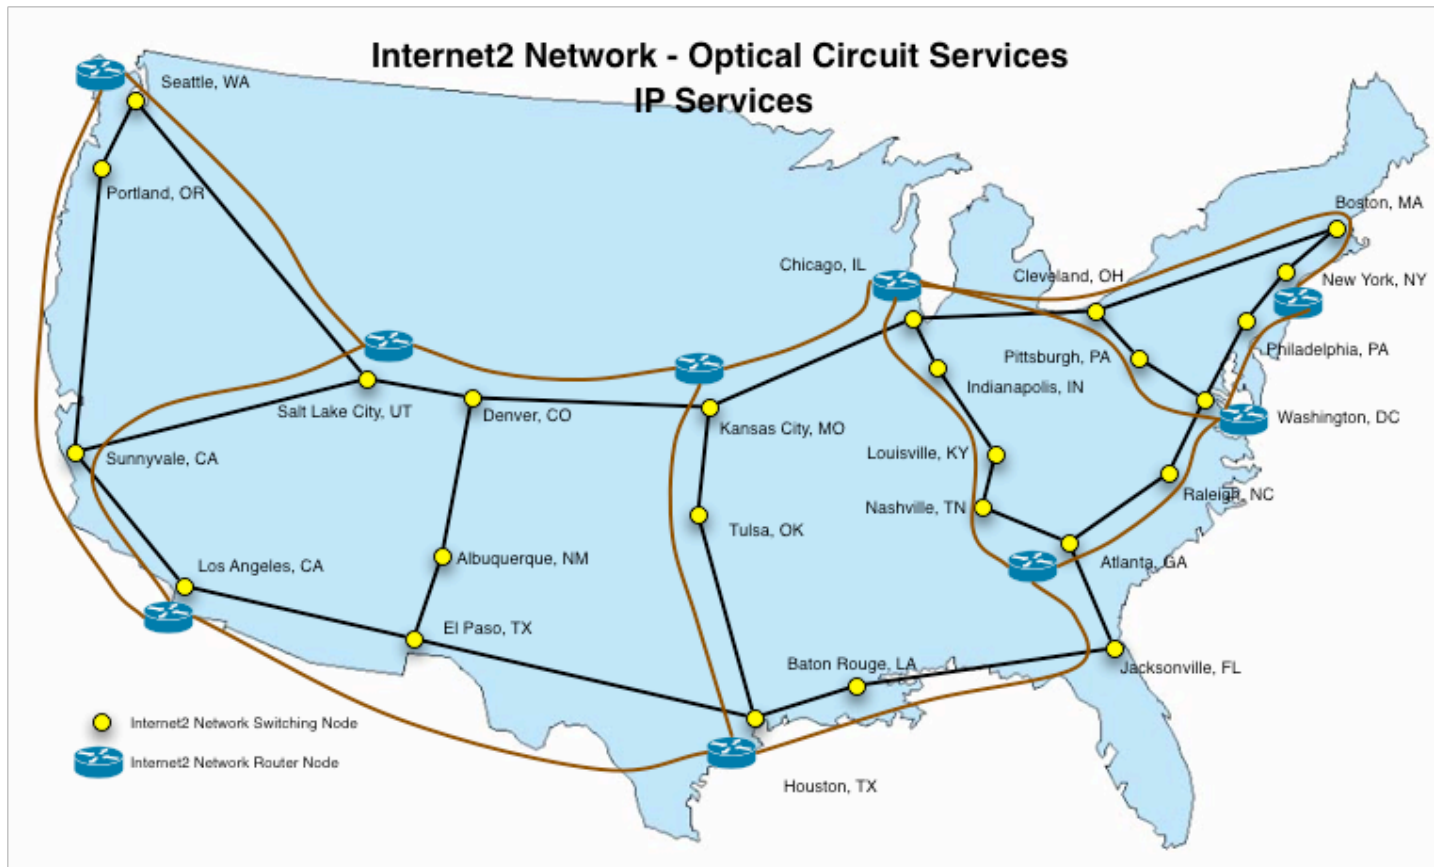 Internet2 Network - Optical Circuit Services
IP Services
Seattle, WA
Portland, OR
Boston, MA
Chicago, IL
Cleveland, OH
New York, NY
Pittsburgh, PA
Philadelphia, PA
Indianapolis, IN
Salt Lake City, UT
Denver, CO
Kansas City, MO
Washington, DC
Sunnyvale, CA
Louisville, KY
Raleigh, NC
Nashville, TN
Tulsa, OK
Los Angeles, CA
Albuquerque, NM
Atlanta, GA
El Paso, TX
Baton Rouge, LA
Jacksonville, FL
Internet2 Network Switching Node
Internet2 Network Router Node
Houston, TX